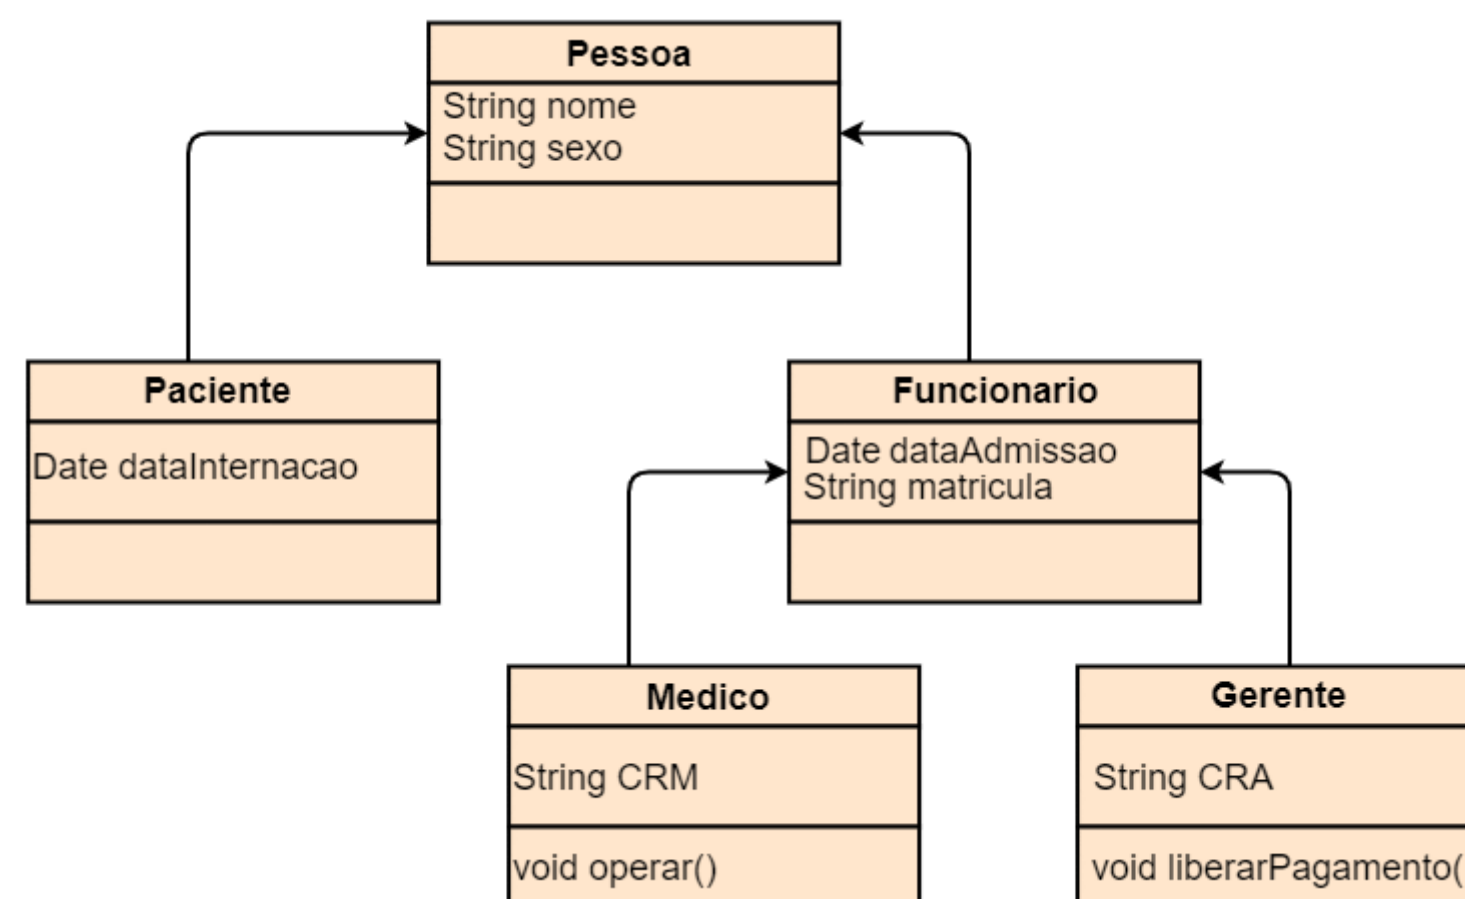 Pessoa
String nome
String sexo
Paciente
Date dataInternacao
Funcionario
Date dataAdmissao
String matricula
Medico
String CRM
void operar()
Gerente
String CRA
void liberarPagamento(